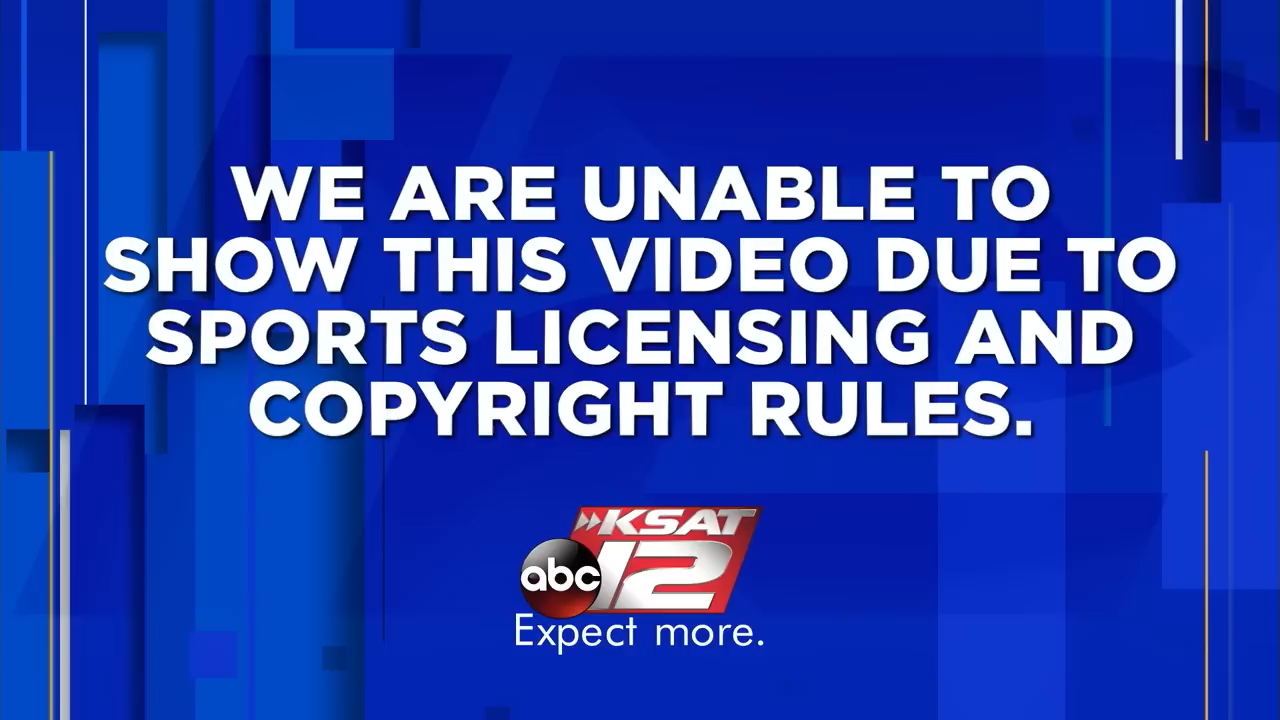 WE ARE UNABLE TO
SHOW THIS VIDEO DUE TO
SPORTS LICENSING AND
COPYRIGHT RULES.
KSAT
abc 12
Expect more.